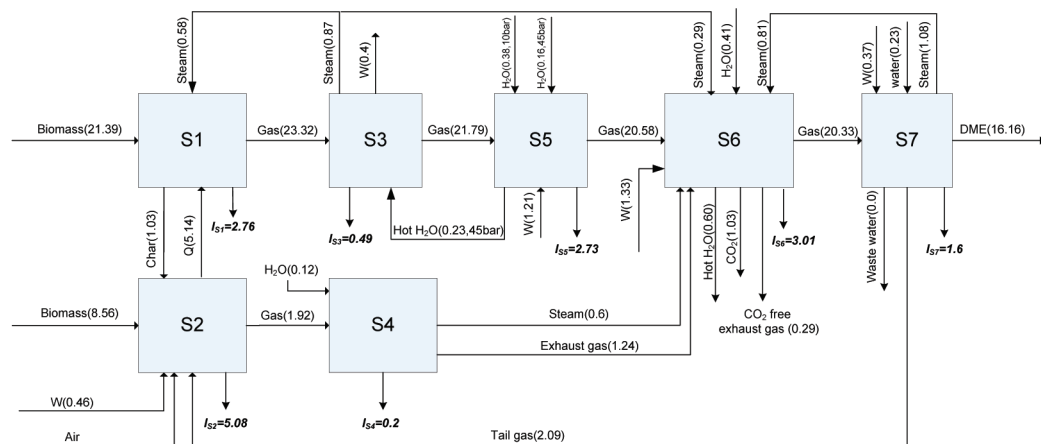 Steam(0.58)
Steam(0.87
W(0.4)
H₂O(0.38,10bar)
H₂O(0.16,45bar)
Steam(0.29)
H₂O(0.41)
Steam(0.81)
W(0.37)
water(0.23)
Steam(1.08)
Biomass(21.39)
S1
Gas(23.32)
S3
Gas(21.79)
S5
Gas(20.58)
S6
Gas(20.33)
S7
DME(16.16)
Char(1.03)
Q(5.14)
I_S1=2.76
I_S3=0.49
Hot H₂O(0.23,45bar)
W(1.21)
I_S5=2.73
W(1.33)
Hot H₂O(0.60)
CO₂(1.03)
I_S6=3.01
Waste water(0.0)
I_S7=1.6
H₂O(0.12)
Biomass(8.56)
S2
Gas(1.92)
S4
Steam(0.6)
Exhaust gas(1.24)
CO₂ free
exhaust gas (0.29)
W(0.46)
I_S2=5.08
I_S4=0.2
Air
Tail gas(2.09)